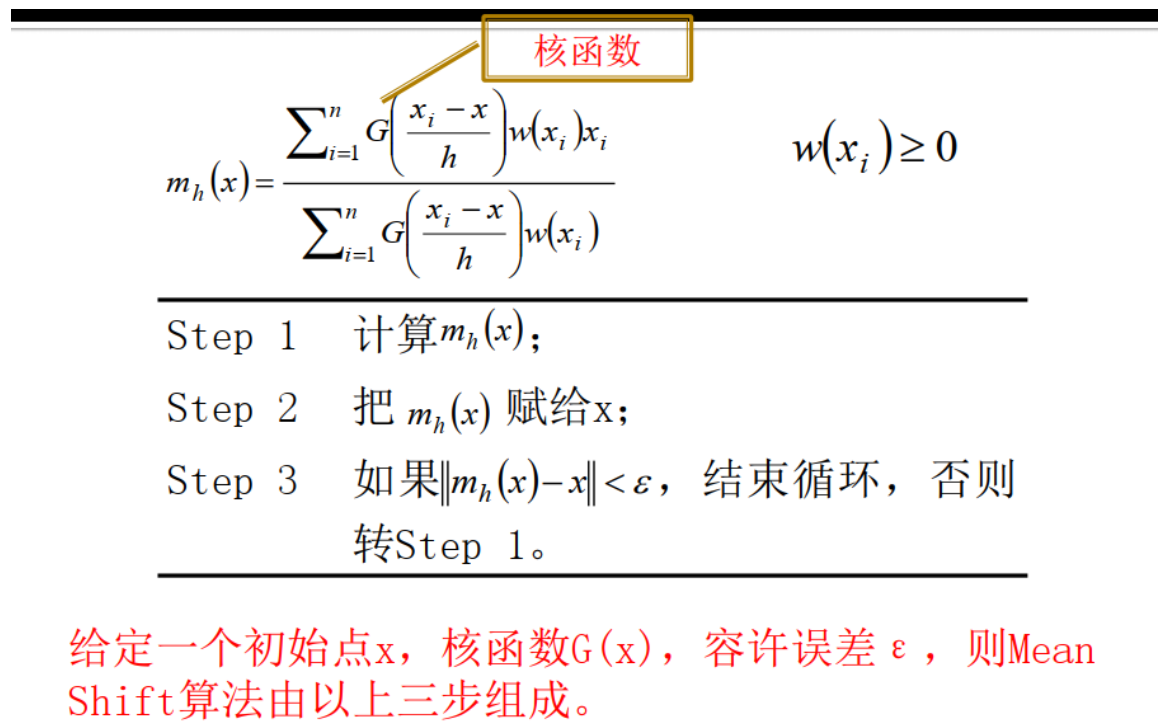 核函数
$m_h(x)=\dfrac{\sum_{i=1}^{n} G\left(\dfrac{x_i-x}{h}\right)w(x_i)x_i}{\sum_{i=1}^{n} G\left(\dfrac{x_i-x}{h}\right)w(x_i)}$ $w(x_i)\geq 0$
Step 1 计算$m_h(x)$;
Step 2 把 $m_h(x)$ 赋给x;
Step 3 如果$\|m_h(x)-x\|<\varepsilon$，结束循环，否则
转Step 1。
给定一个初始点x，核函数G(x)，容许误差ε，则Mean
Shift算法由以上三步组成。